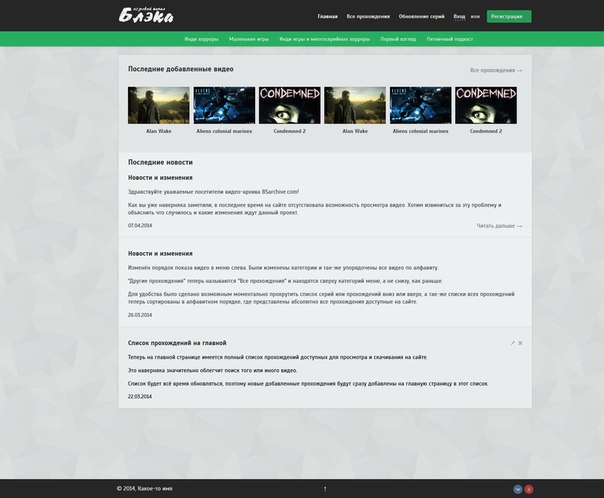 игровой архив
Блэка
Главная Все прохождения Обновление серий Вход или Регистрация
Инди хорроры Маленькие игры Инди игры и многосерийные хорроры Первый взгляд Пятничный подкаст
Последние добавленные видео Все прохождения →
ALIENS CONDEMNED ALIENS CONDEMNED
Alan Wake Aliens colonial marines Condemned 2 Alan Wake Aliens colonial marines Condemned 2
Последние новости
Новости и изменения
Здравствуйте уважаемые посетители видео-архива BSarchive.com!
Как вы уже наверняка заметили, в последнее время на сайте отсутствовала возможность просмотра видео. Хотим извиниться за эту проблему и
объяснить что случилось и какие изменения ждут данный проект.
07.04.2014 Читать дальше →
Новости и изменения
Изменён порядок показа видео в меню слева. Были изменены категории и так-же упорядочены все видео по алфавиту.
"Другие прохождения" теперь называются "Все прохождения" и находятся сверху категорий меню, а не снизу, как раньше.
Для удобства было сделано возможным моментально прокрутить список серий или прохождений вниз или вверх, а так-же списки всех прохождений
теперь сортированы в алфавитном порядке, где представлены абсолютно все прохождения доступные на сайте.
26.03.2014
Список прохождений на главной
Теперь на главной странице имеется полный список прохождений доступных для просмотра и скачивания на сайте.
Это наверняка значительно облегчит поиск того или иного видео.
Список будет всё время обновляться, поэтому новые добавленные прохождения будут сразу добавлены на главную страницу в этот список.
22.03.2014
© 2014, Какое-то имя ↑